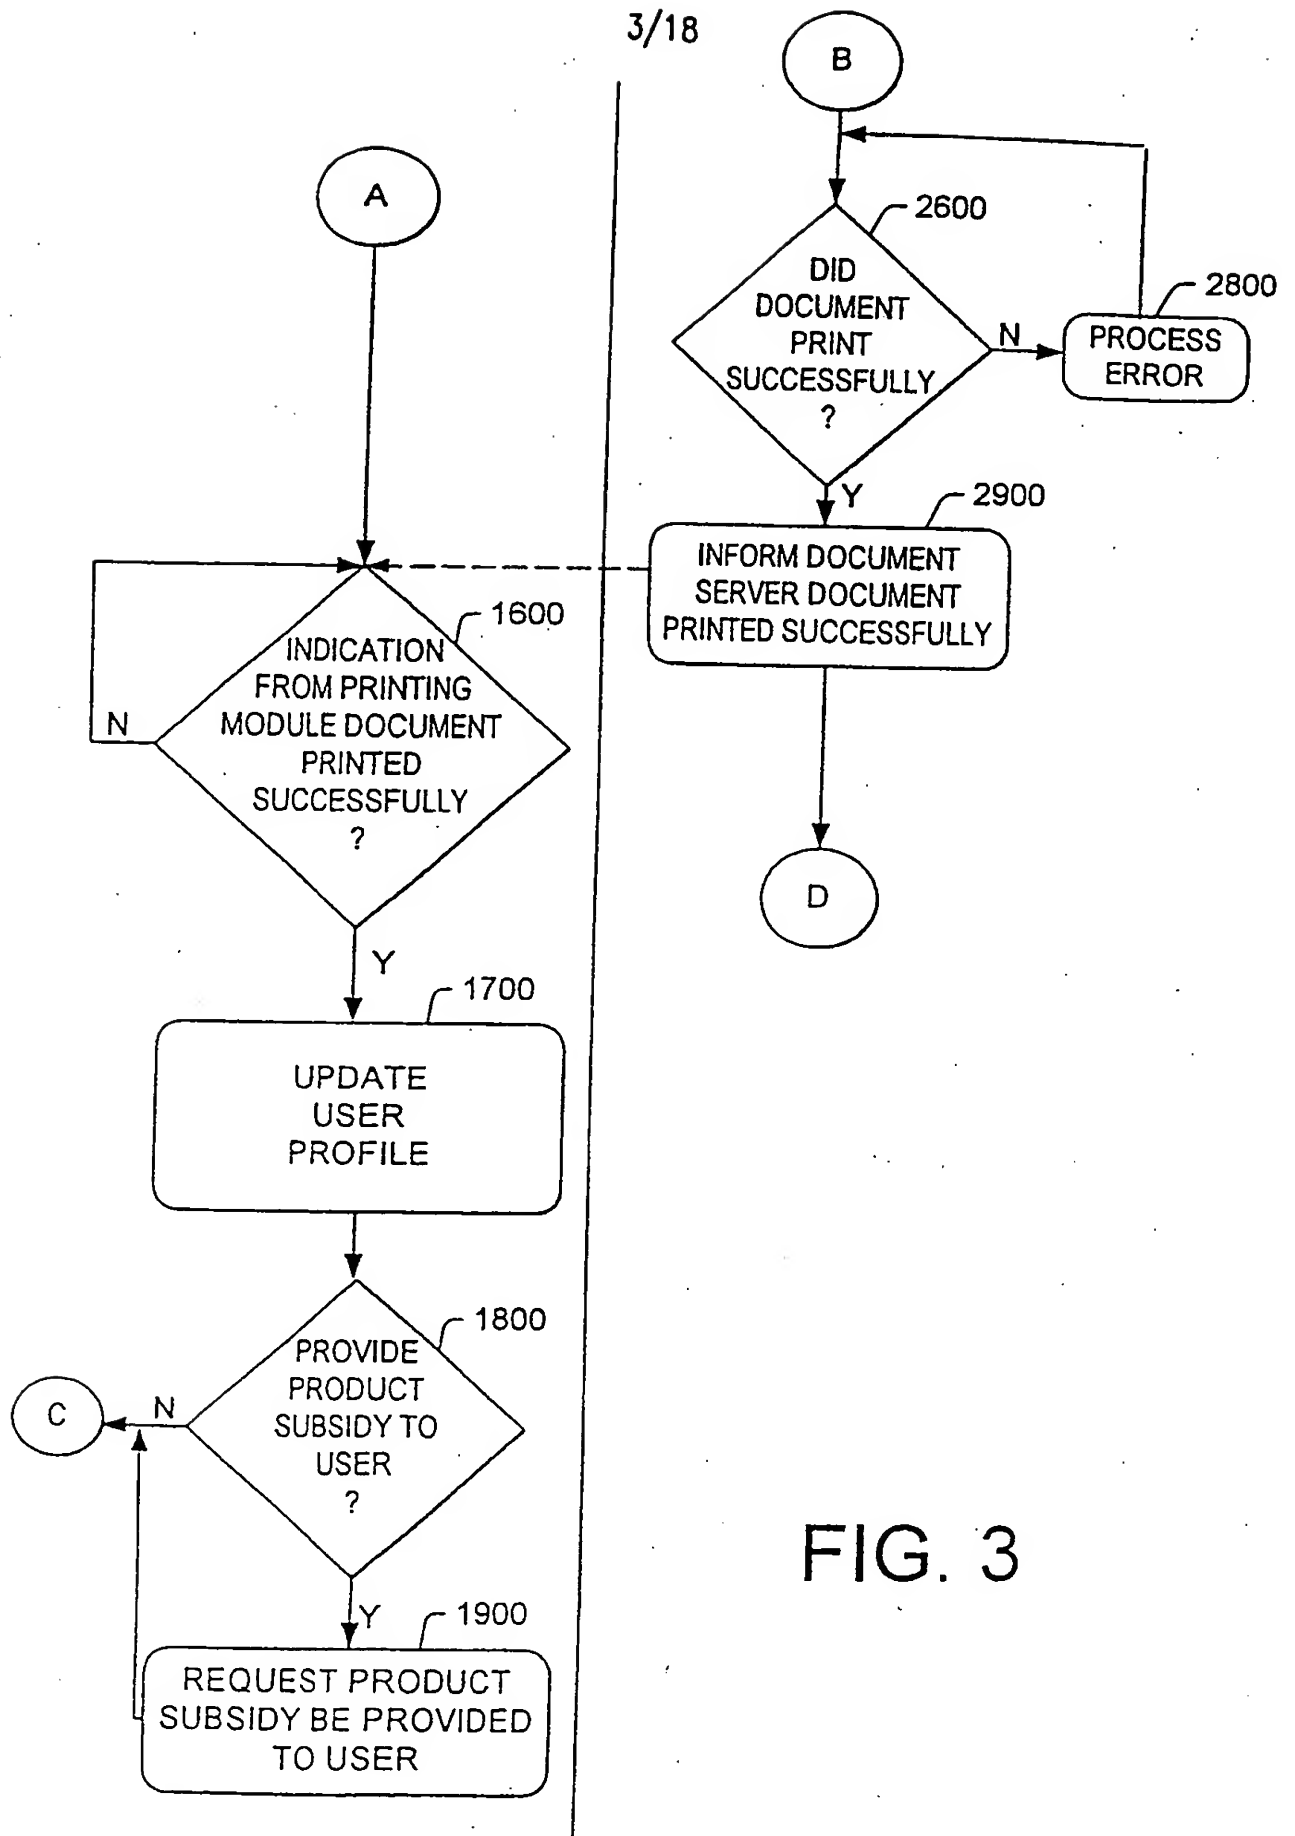 3/18
A
1600
INDICATION
FROM PRINTING
MODULE DOCUMENT
PRINTED
SUCCESSFULLY
?
N
Y
1700
UPDATE
USER
PROFILE
1800
PROVIDE
PRODUCT
SUBSIDY TO
USER
?
N
C
Y
1900
REQUEST PRODUCT
SUBSIDY BE PROVIDED
TO USER
B
2600
DID
DOCUMENT
PRINT
SUCCESSFULLY
?
N
2800
PROCESS
ERROR
Y
2900
INFORM DOCUMENT
SERVER DOCUMENT
PRINTED SUCCESSFULLY
D
FIG. 3